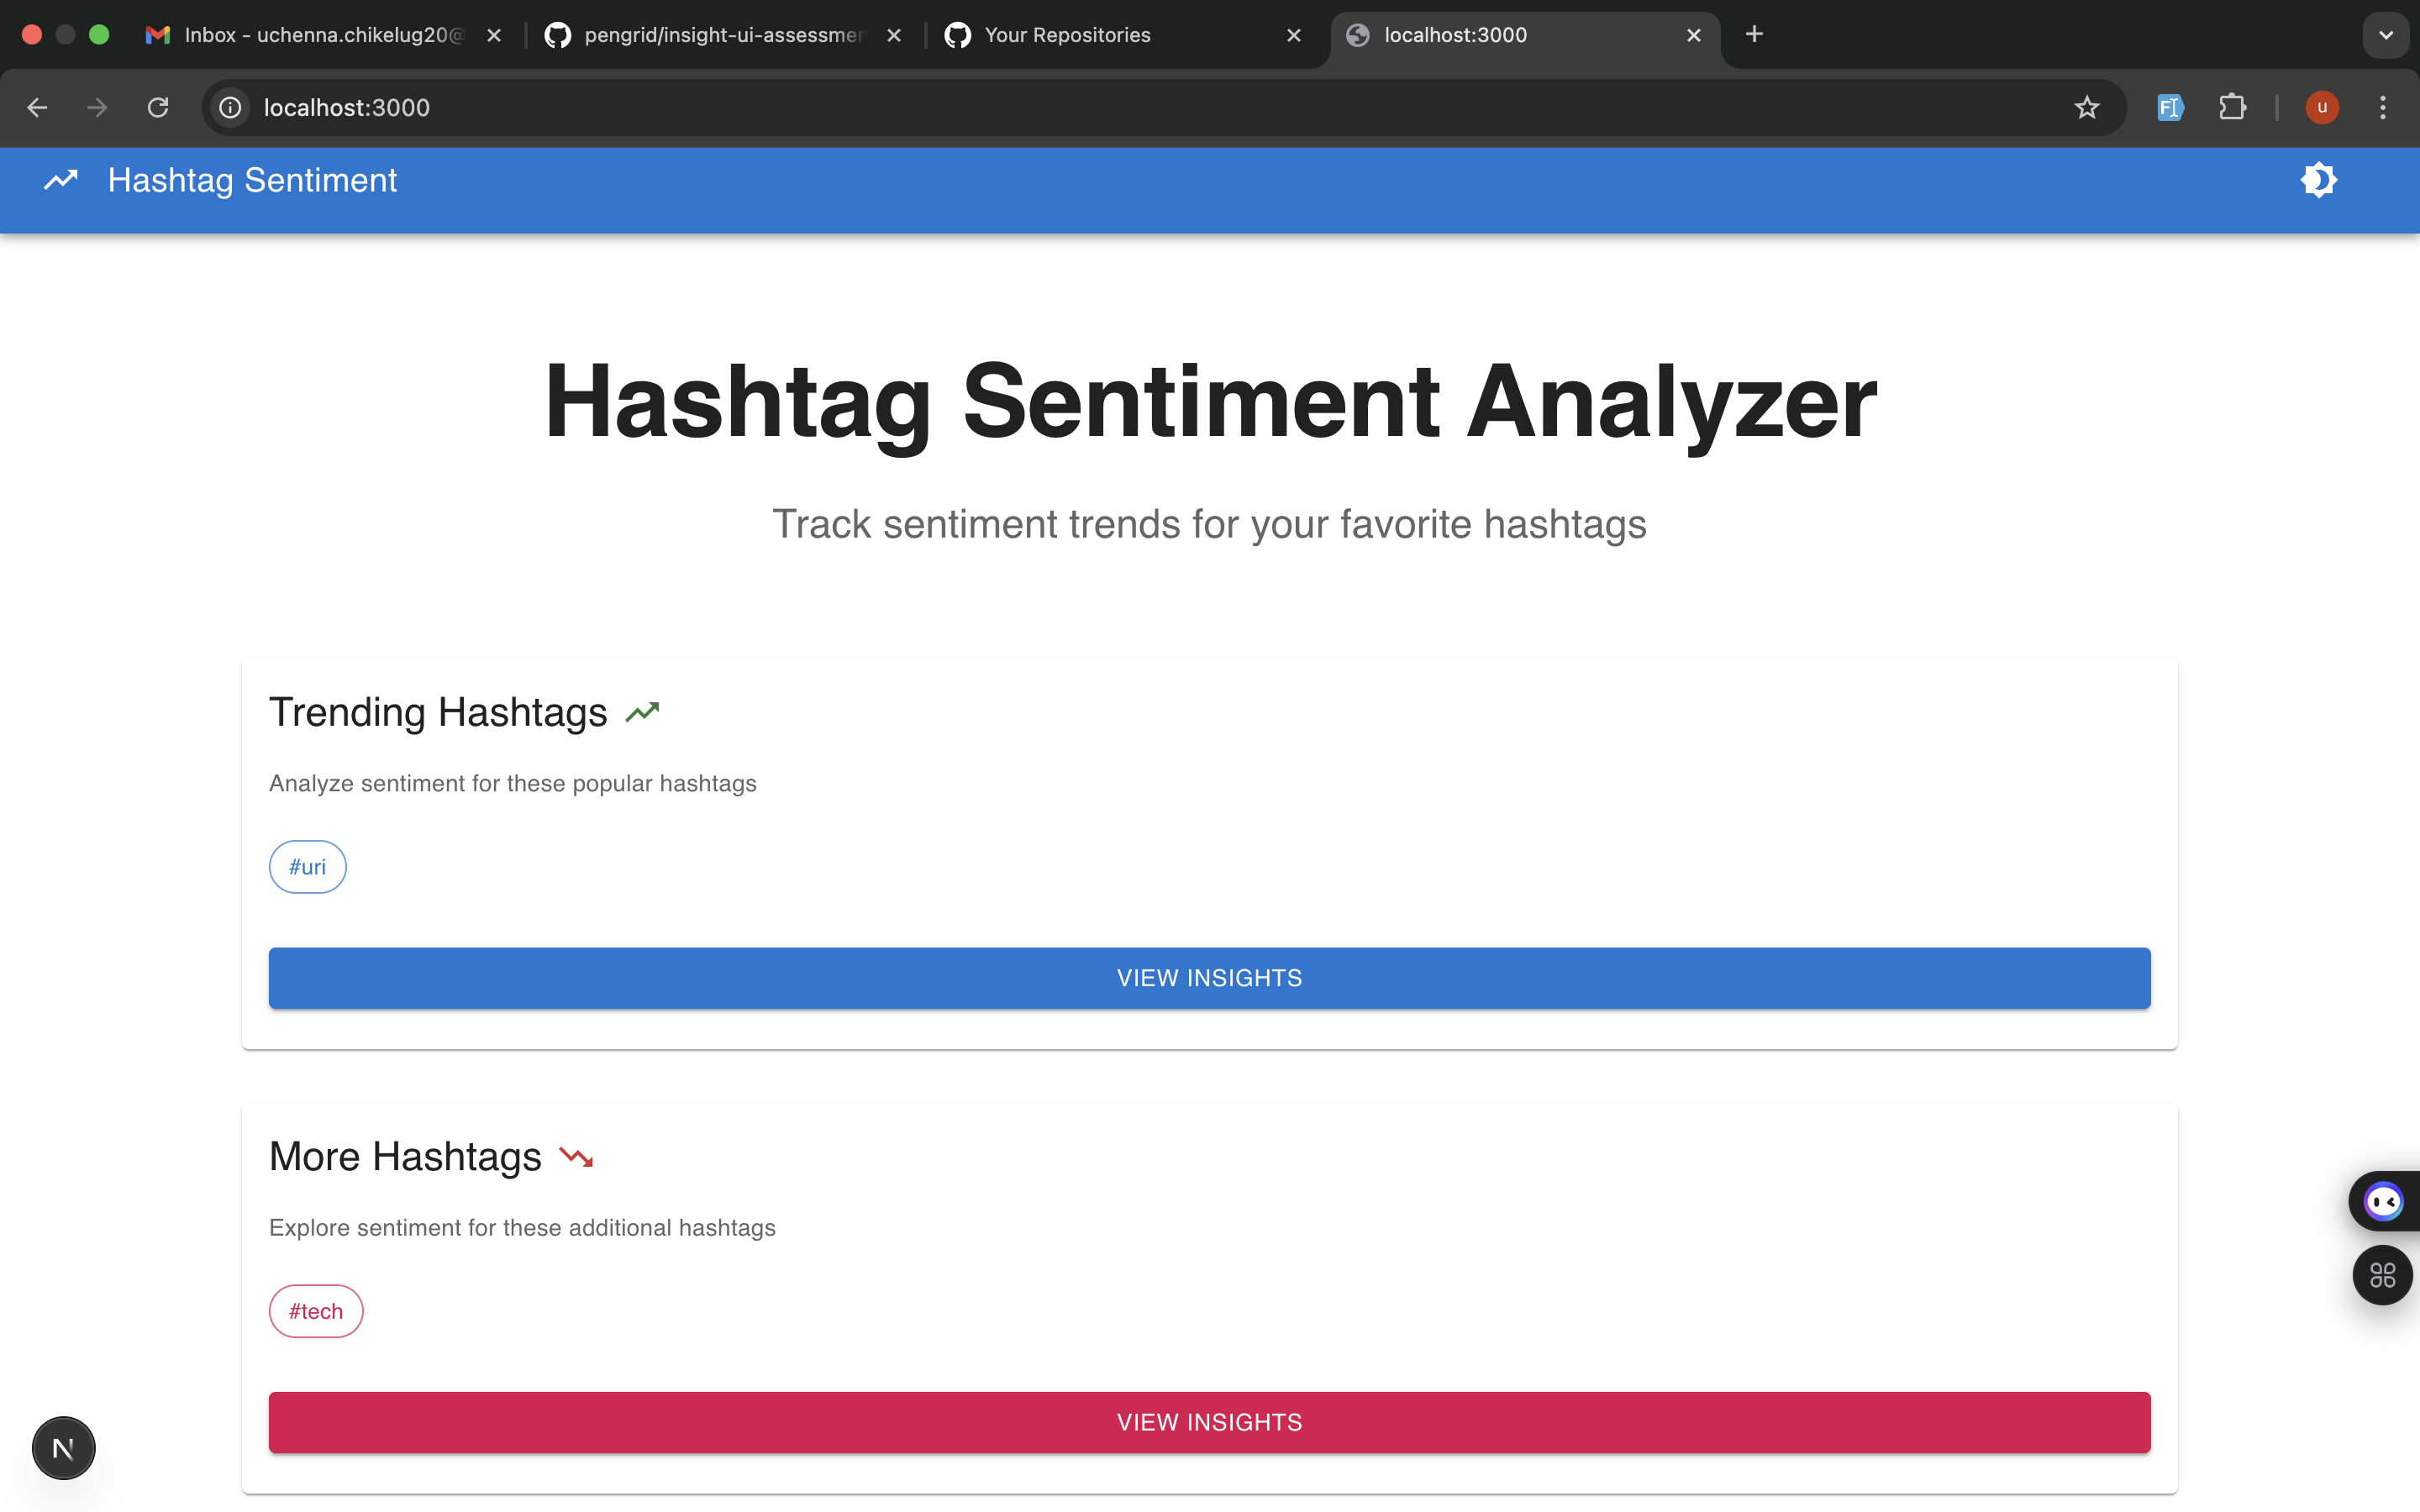 Inbox - uchenna.chikelug20@
pengrid/insight-ui-assessmen
Your Repositories
localhost:3000
localhost:3000
u
Hashtag Sentiment
Hashtag Sentiment Analyzer
Track sentiment trends for your favorite hashtags
Trending Hashtags
Analyze sentiment for these popular hashtags
#uri
VIEW INSIGHTS
More Hashtags
Explore sentiment for these additional hashtags
#tech
VIEW INSIGHTS
N